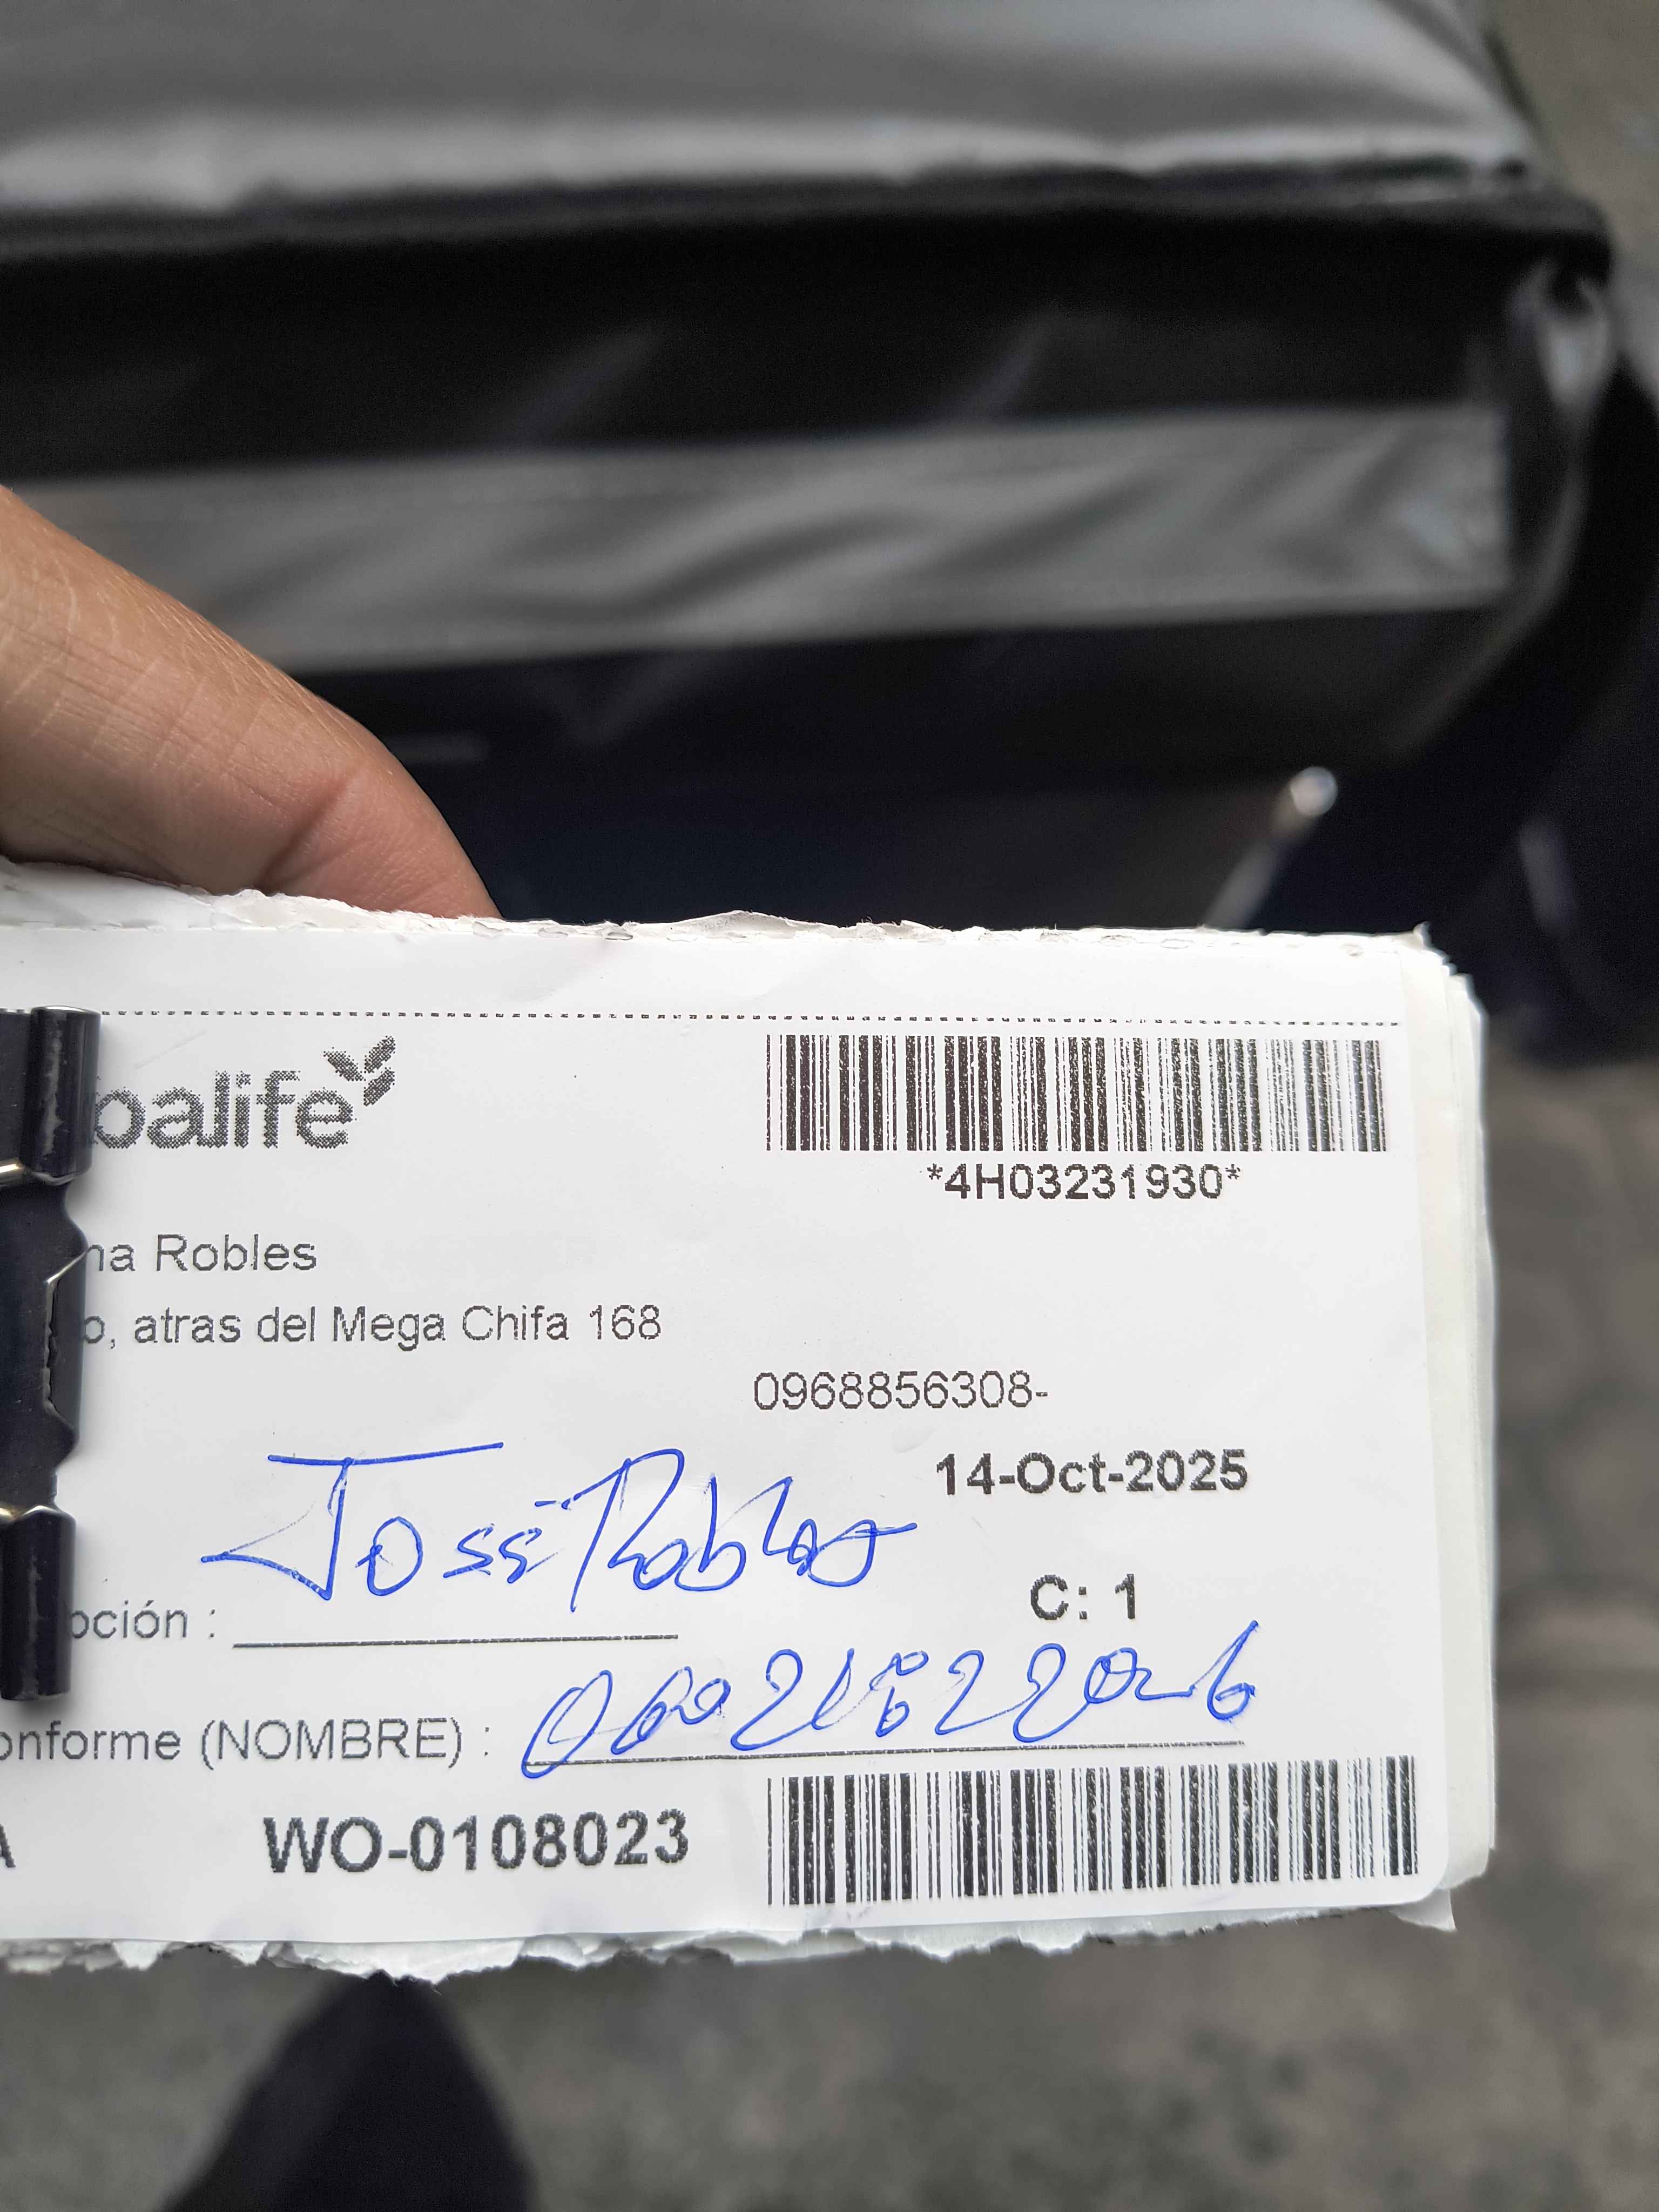 balife
*4H03231930*
na Robles
o, atras del Mega Chifa 168
0968856308-
14-Oct-2025
José Robles
C: 1
pción :
onforme (NOMBRE) :
WO-0108023